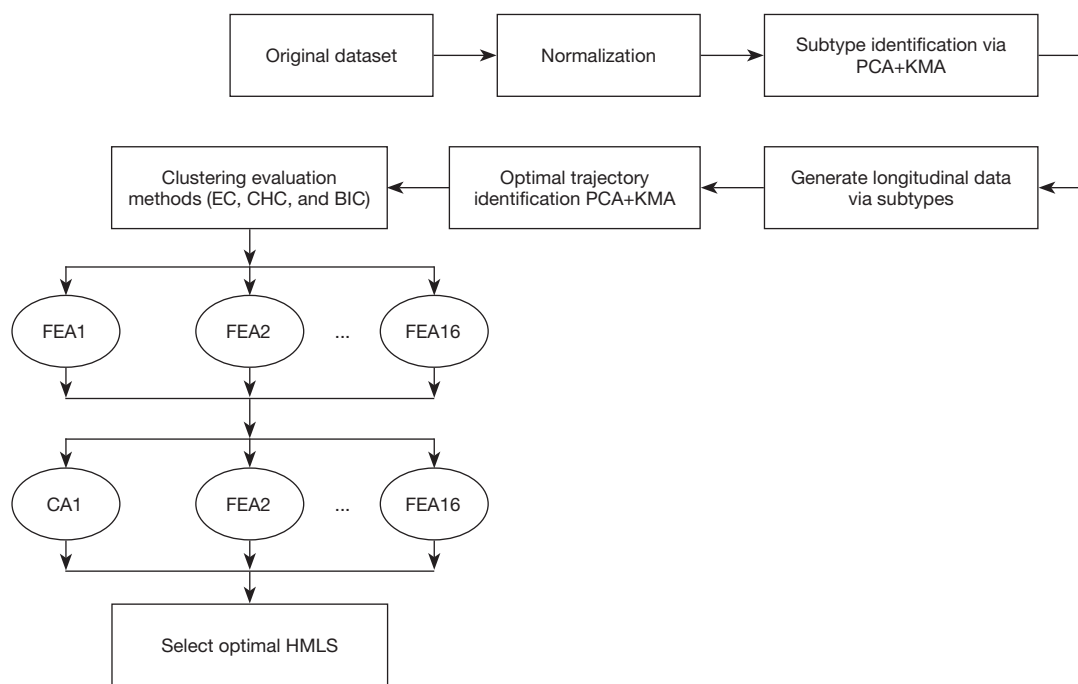 Original dataset
Normalization
Subtype identification via
PCA+KMA
Clustering evaluation
methods (EC, CHC, and BIC)
Optimal trajectory
identification PCA+KMA
Generate longitudinal data
via subtypes
FEA1
FEA2
...
FEA16
CA1
FEA2
...
FEA16
Select optimal HMLS